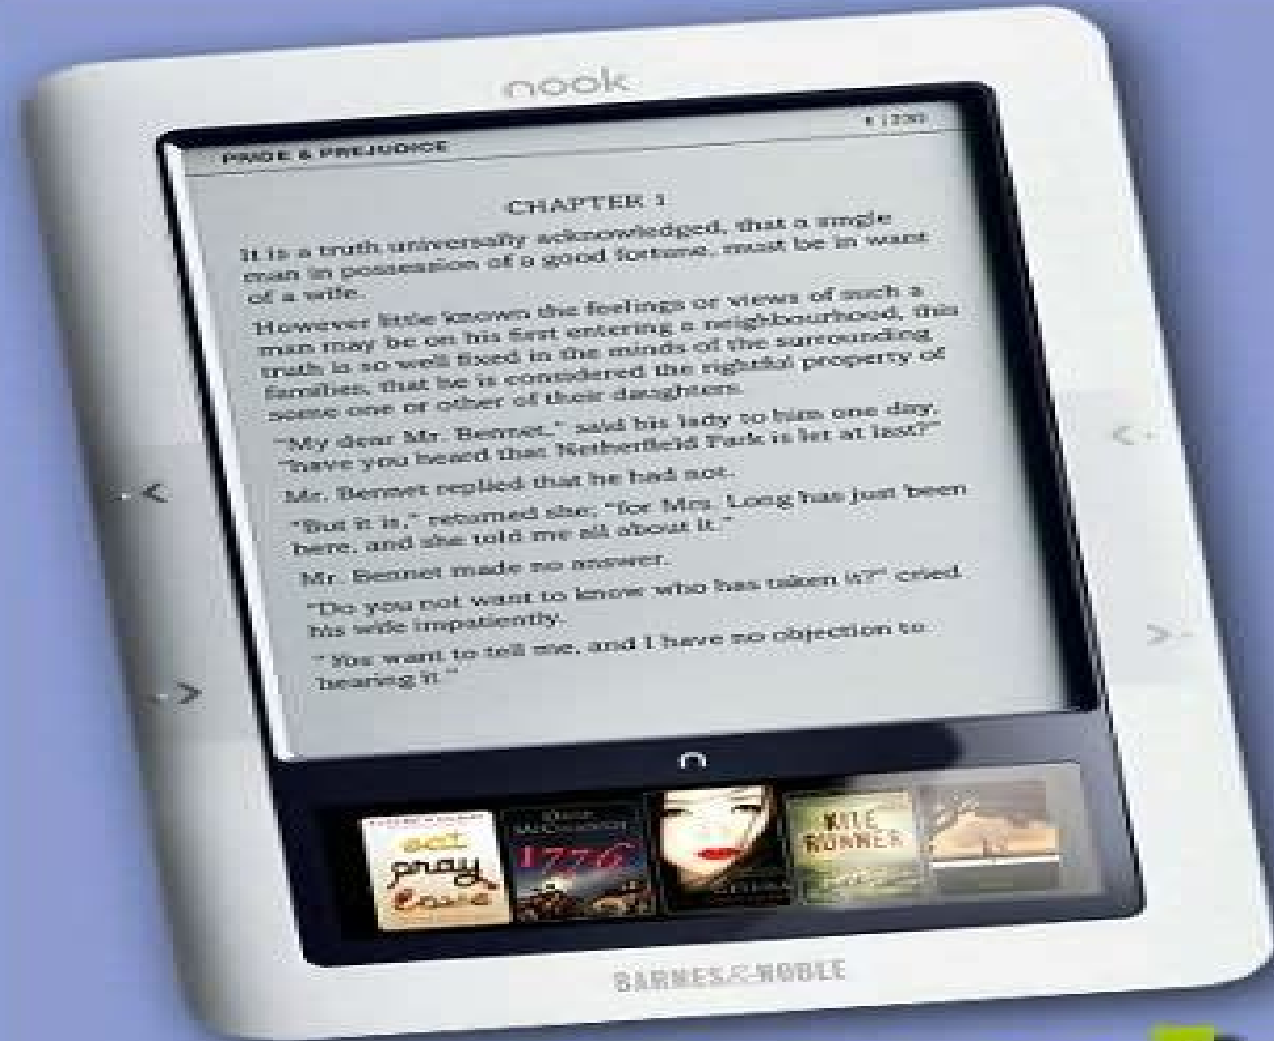 nook
PRIDE & PREJUDICE
CHAPTER 1
It is a truth universally acknowledged, that a single
man in possession of a good fortune, must be in want
of a wife.
However little known the feelings or views of such a
man may be on his first entering a neighbourhood, this
truth is so well fixed in the minds of the surrounding
families, that he is considered the rightful property of
some one or other of their daughters.
"My dear Mr. Bennet," said his lady to him one day,
"have you heard that Netherfield Park is let at last?"
Mr. Bennet replied that he had not.
"But it is," returned she; "for Mrs. Long has just been
here, and she told me all about it."
Mr. Bennet made no answer.
"Do you not want to know who has taken it?" cried
his wife impatiently.
"You want to tell me, and I have no objection to
hearing it."
eat
pray
love
1776
KITE
RUNNER
BARNES & NOBLE